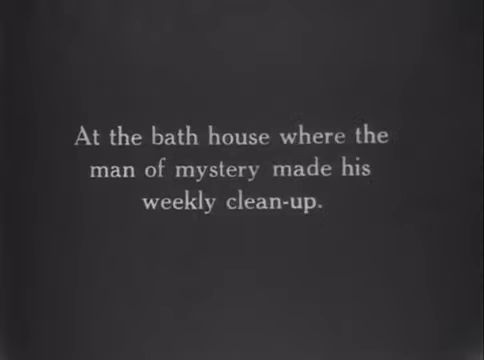 At the bath house where the
man of mystery made his
weekly clean-up.